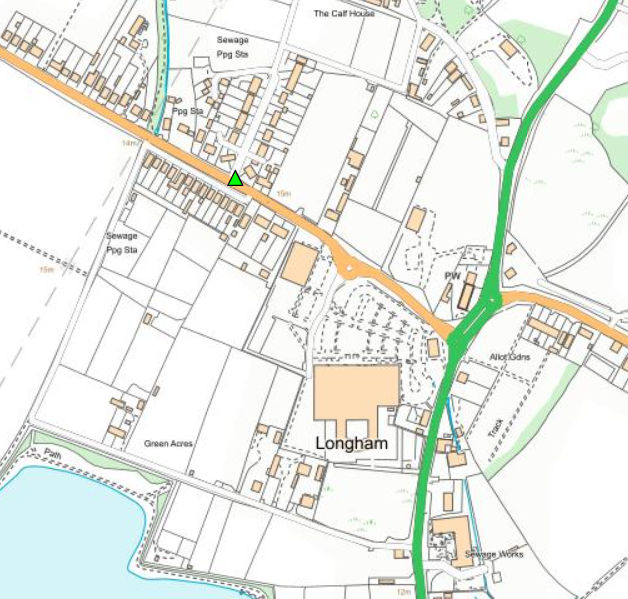 The Calf House
Sewage
Ppg Sta
Ppg Sta
14m
15m
Sewage
Ppg Sta
15m
PW
Allot Gdns
Track
Longham
Green Acres
Path
Sewage Works
12m